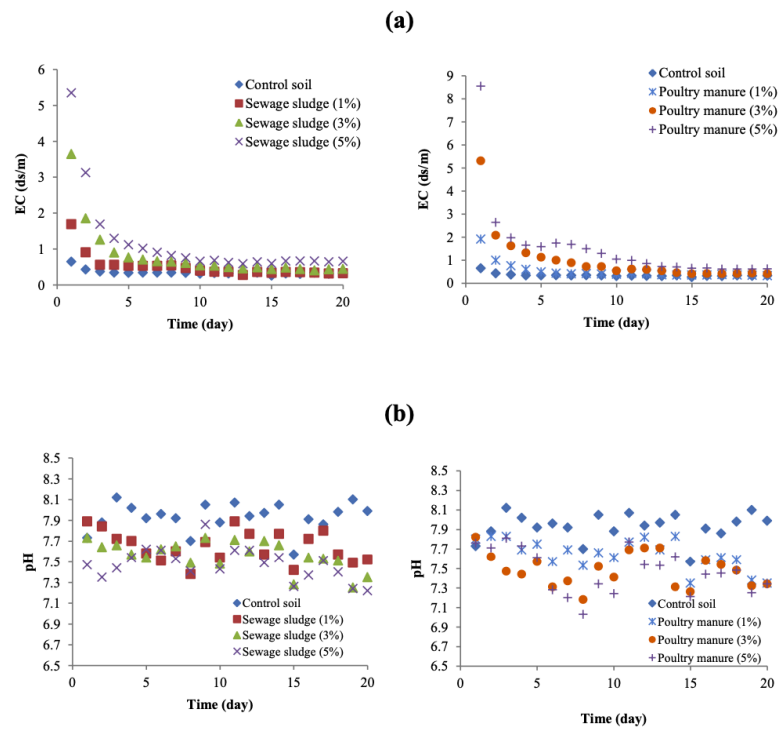 (a)
EC (ds/m)
6
5
4
3
2
1
0
0 5 10 15 20
Time (day)
Control soil
Sewage sludge (1%)
Sewage sludge (3%)
Sewage sludge (5%)
EC (ds/m)
9
8
7
6
5
4
3
2
1
0
0 5 10 15 20
Time (day)
Control soil
Poultry manure (1%)
Poultry manure (3%)
Poultry manure (5%)
(b)
pH
8.5
8.3
8.1
7.9
7.7
7.5
7.3
7.1
6.9
6.7
6.5
0 5 10 15 20
Time (day)
Control soil
Sewage sludge (1%)
Sewage sludge (3%)
Sewage sludge (5%)
pH
8.5
8.3
8.1
7.9
7.7
7.5
7.3
7.1
6.9
6.7
6.5
0 5 10 15 20
Time (day)
Control soil
Poultry manure (1%)
Poultry manure (3%)
Poultry manure (5%)